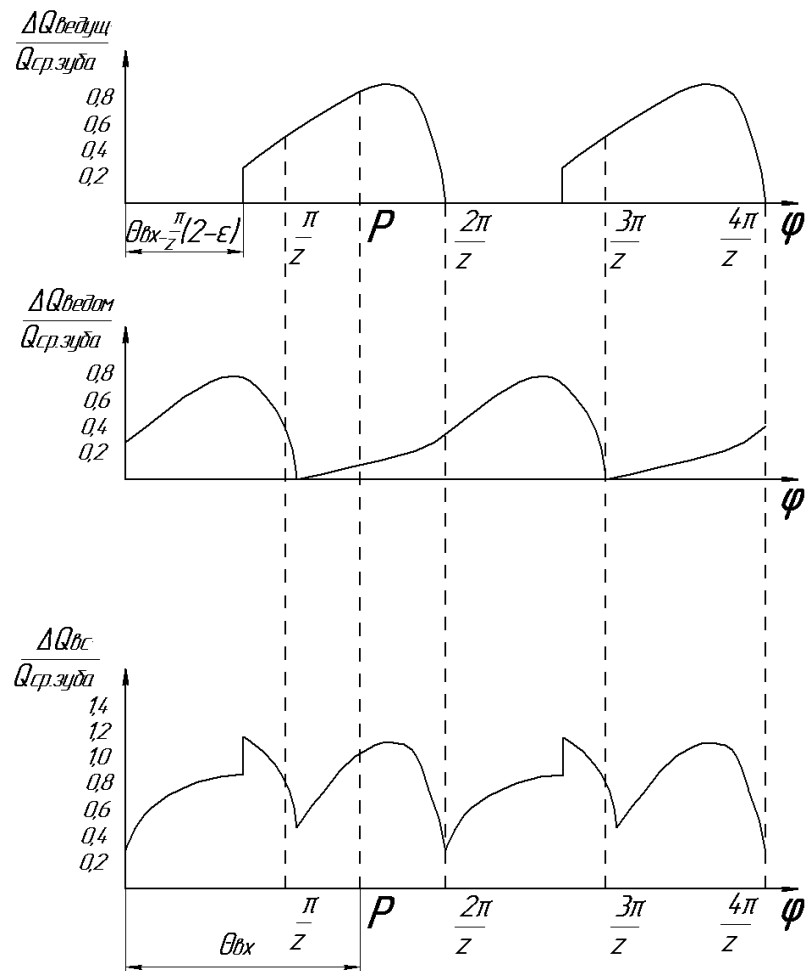 ΔQведущ
Qср.зуба
0,8
0,6
0,4
0,2
θвх-π/z(2-ε)
π/z
P
2π/z
3π/z
4π/z
φ
ΔQведом
Qср.зуба
0,8
0,6
0,4
0,2
φ
ΔQвс
Qср.зуба
1,4
1,2
1,0
0,8
0,6
0,4
0,2
π/z
P
2π/z
3π/z
4π/z
φ
θвх